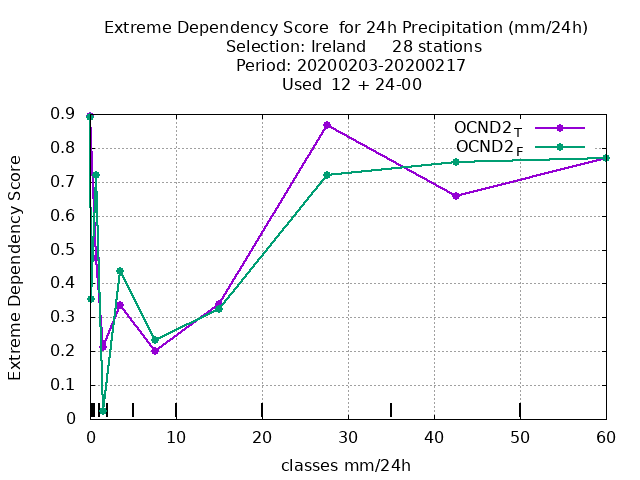 Extreme Dependency Score  for 24h Precipitation (mm/24h)
Selection: Ireland     28 stations
Period: 20200203-20200217
Used  12 + 24-00
OCND2T
OCND2F
Extreme Dependency Score
0.9
0.8
0.7
0.6
0.5
0.4
0.3
0.2
0.1
0
0 10 20 30 40 50 60
classes mm/24h